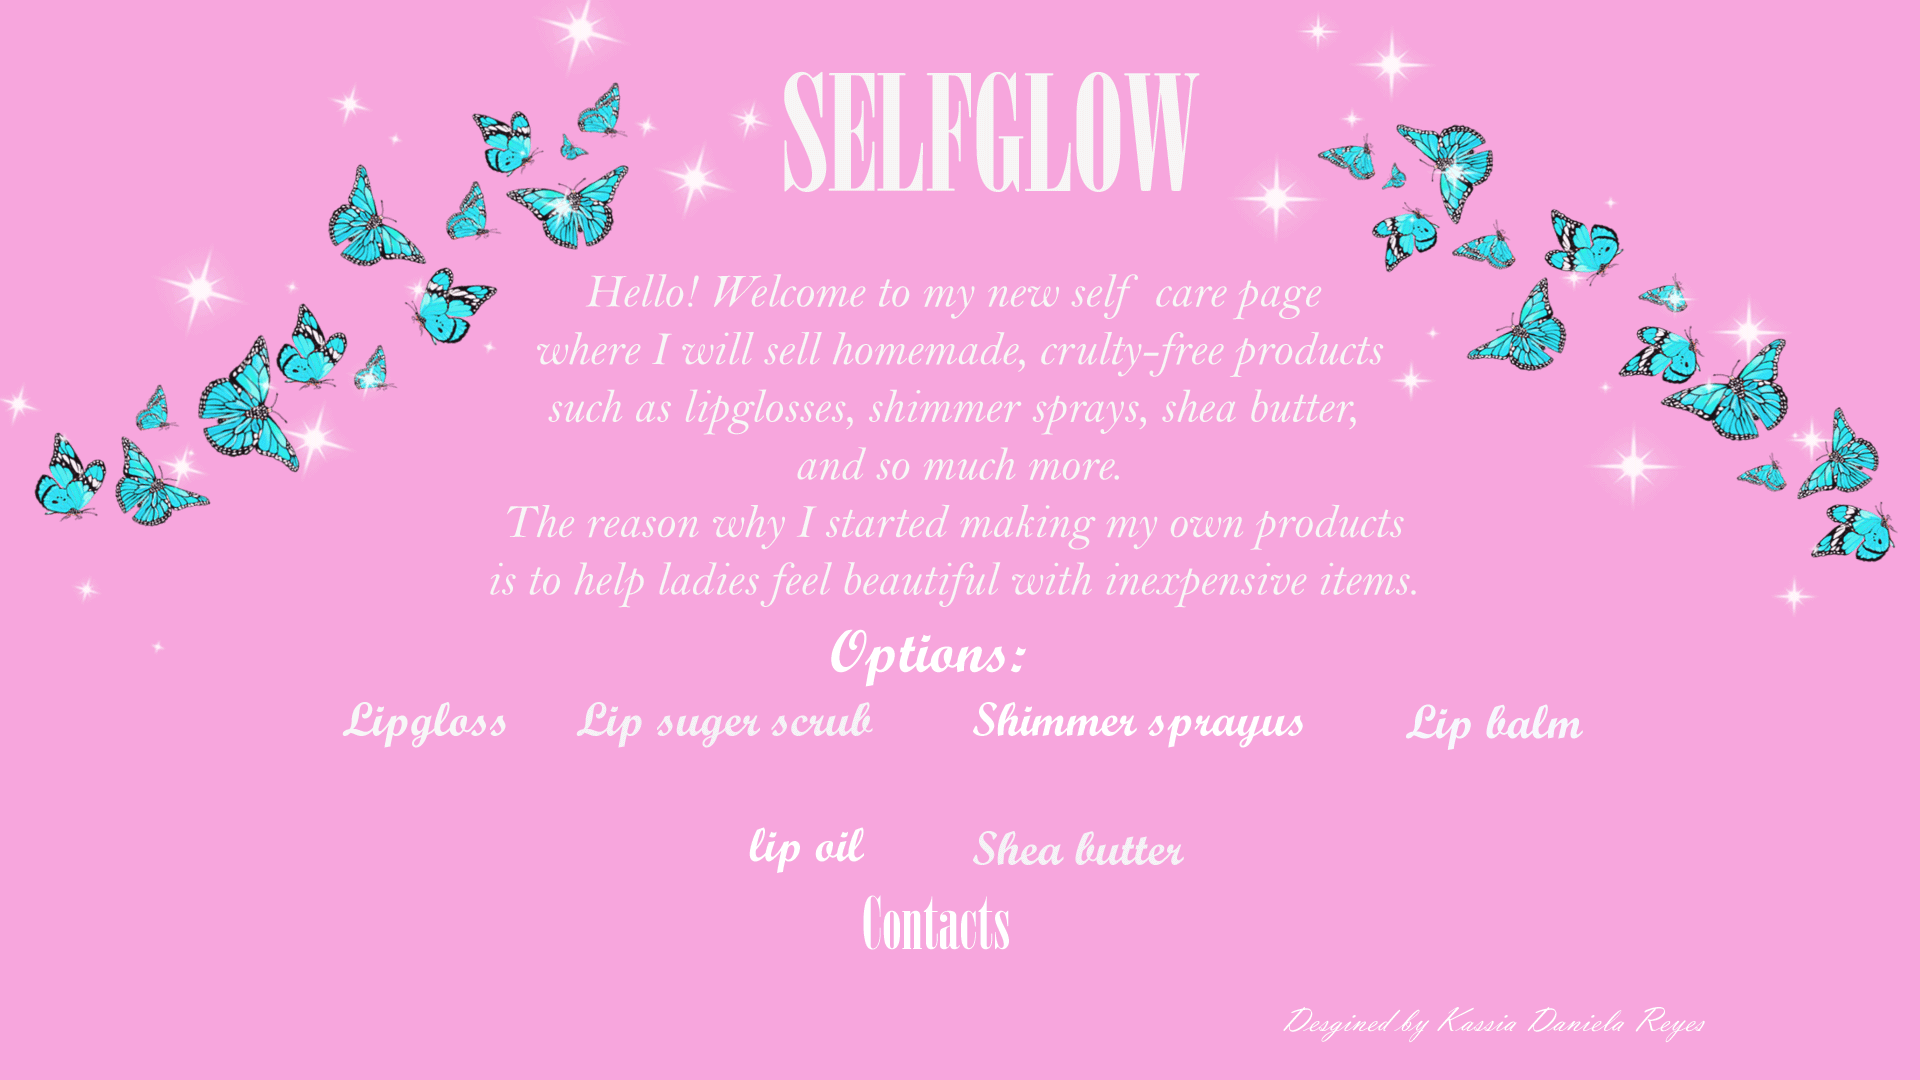 SELFGLOW
Hello! Welcome to my new self care page
where I will sell homemade, crulty-free products
such as lipglosses, shimmer sprays, shea butter,
and so much more.
The reason why I started making my own products
is to help ladies feel beautiful with inexpensive items.
Options:
Lipgloss Lip suger scrub Shimmer sprayus Lip balm
lip oil Shea butter
Contacts
Desgined by Kassia Daniela Reyes